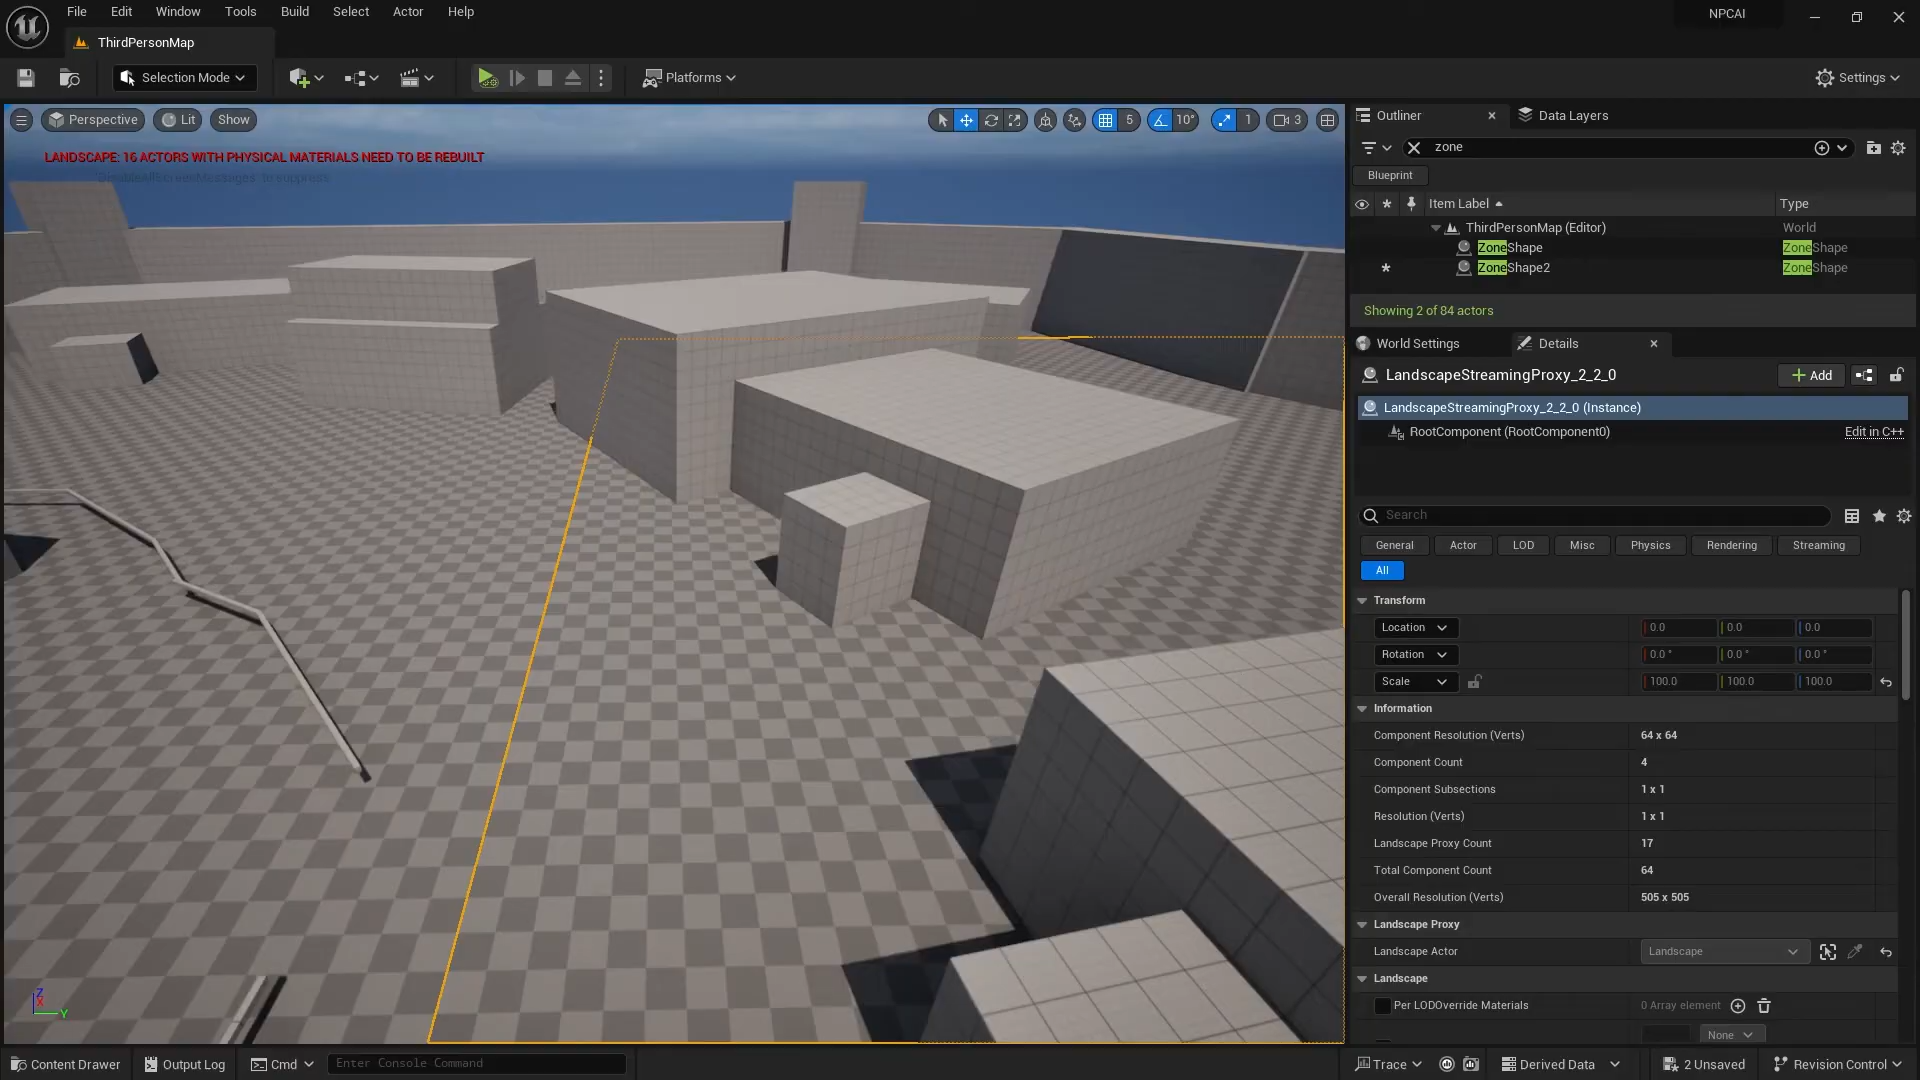 File Edit Window Tools Build Select Actor Help
NPCAI
ThirdPersonMap
Selection Mode
Platforms
Settings
Perspective Lit Show
5 10° 1 3
LANDSCAPE: 16 ACTORS WITH PHYSICAL MATERIALS NEED TO BE REBUILT
'DisableAllScreenMessages' to suppress
Z
X
Y
Outliner Data Layers
zone
Blueprint
Item Label Type
ThirdPersonMap (Editor) World
ZoneShape ZoneShape
* ZoneShape2 ZoneShape
Showing 2 of 84 actors
World Settings Details
LandscapeStreamingProxy_2_2_0 Add
LandscapeStreamingProxy_2_2_0 (Instance)
RootComponent (RootComponent0) Edit in C++
Search
General Actor LOD Misc Physics Rendering Streaming
All
Transform
Location 0.0 0.0 0.0
Rotation 0.0 ° 0.0 ° 0.0 °
Scale 100.0 100.0 100.0
Information
Component Resolution (Verts) 64 x 64
Component Count 4
Component Subsections 1 x 1
Resolution (Verts) 1 x 1
Landscape Proxy Count 17
Total Component Count 64
Overall Resolution (Verts) 505 x 505
Landscape Proxy
Landscape Actor Landscape
Landscape
Per LODOverride Materials 0 Array element
None
Content Drawer Output Log Cmd Enter Console Command
Trace Derived Data 2 Unsaved Revision Control